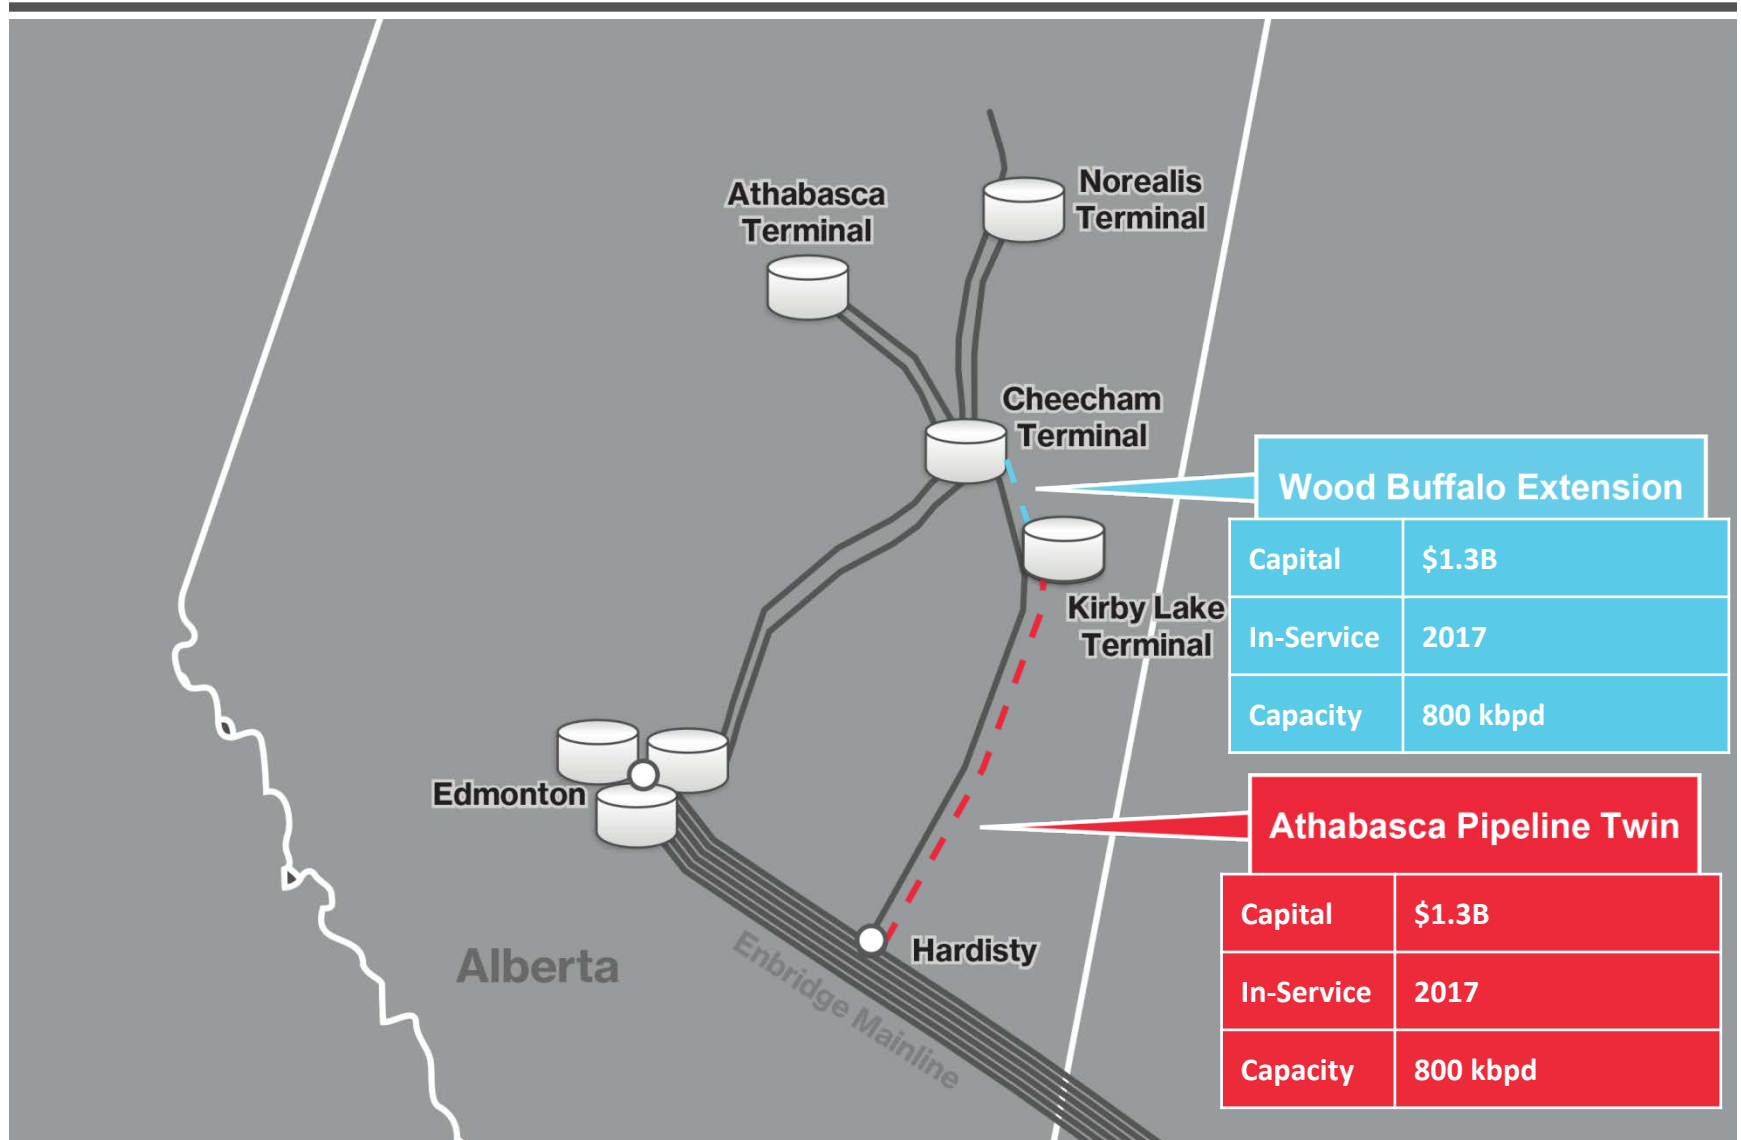 Athabasca
Terminal
Norealis
Terminal
Cheecham
Terminal
Wood Buffalo Extension
Capital $1.3B
In-Service 2017
Capacity 800 kbpd
Kirby Lake
Terminal
Edmonton
Athabasca Pipeline Twin
Capital $1.3B
In-Service 2017
Capacity 800 kbpd
Hardisty
Alberta
Enbridge Mainline